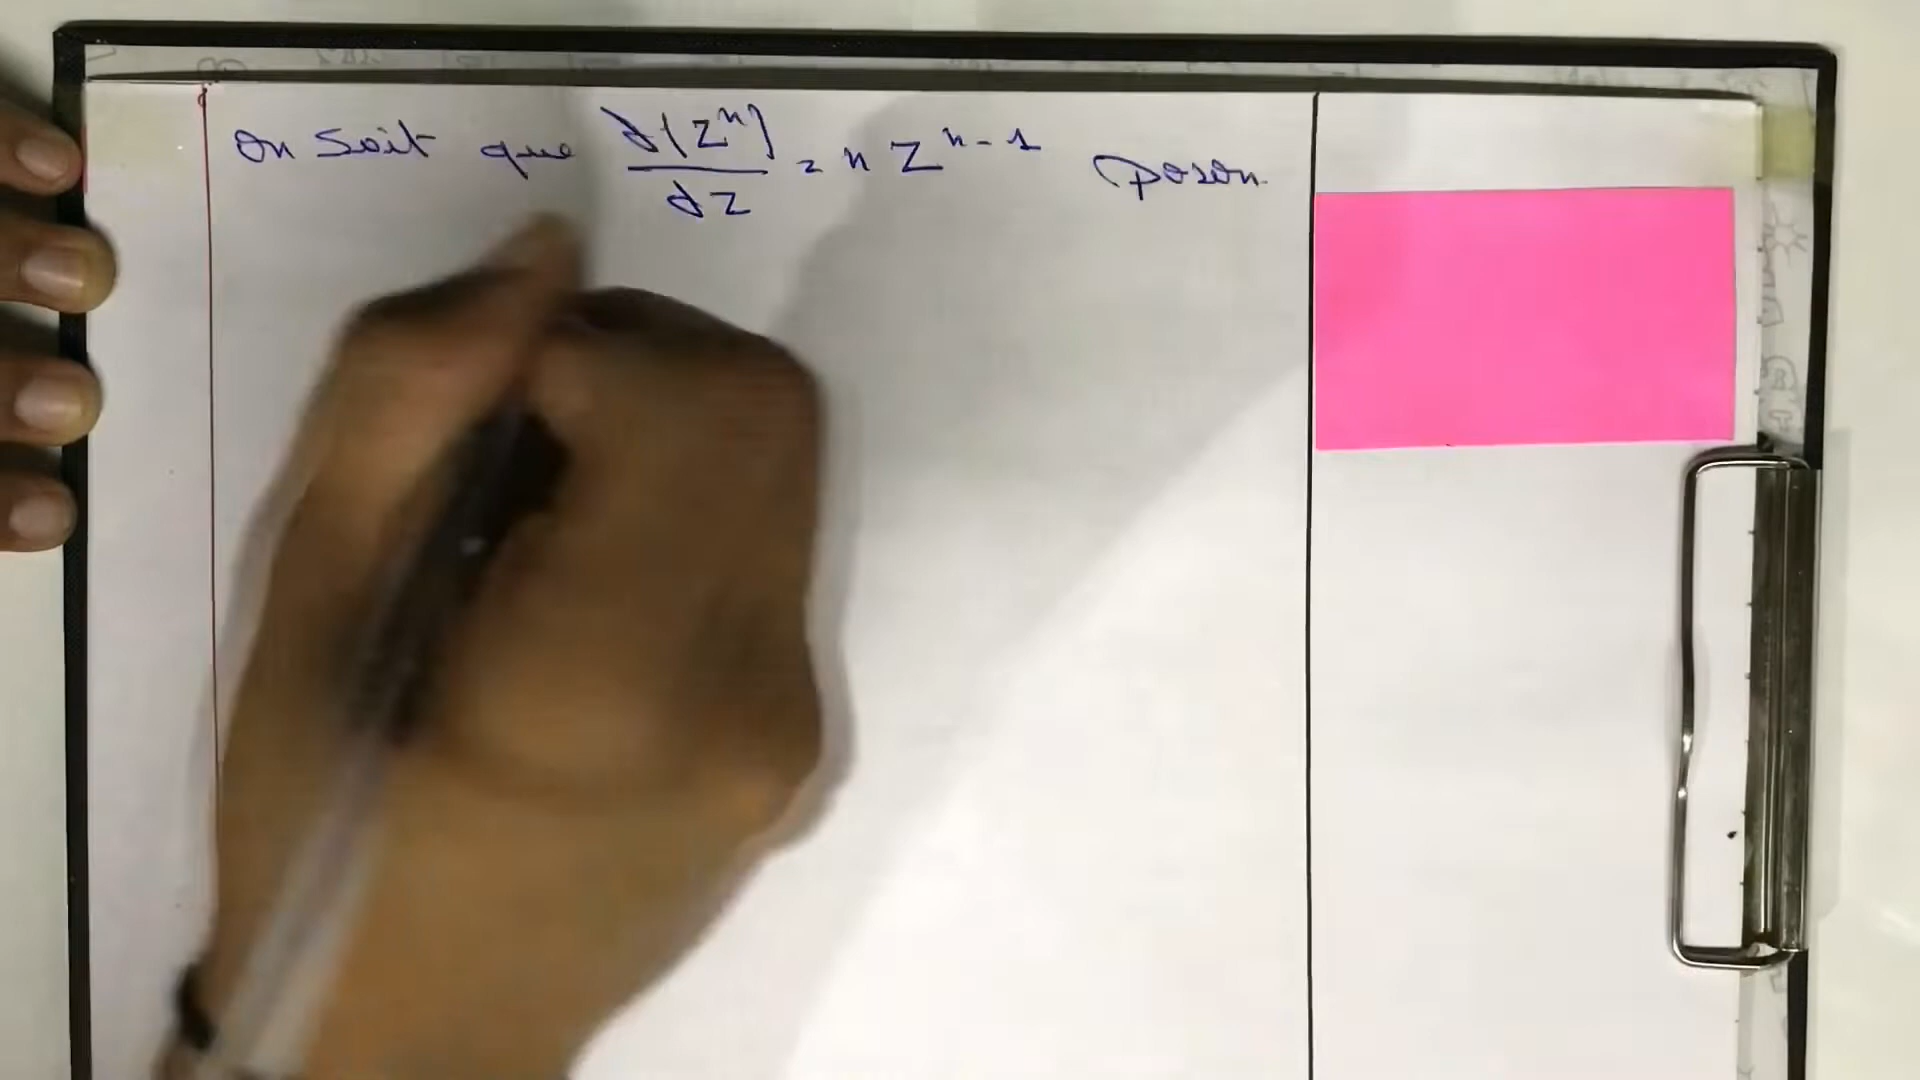 On sait que d(Z^n)/dz = n Z^{n-1} poson